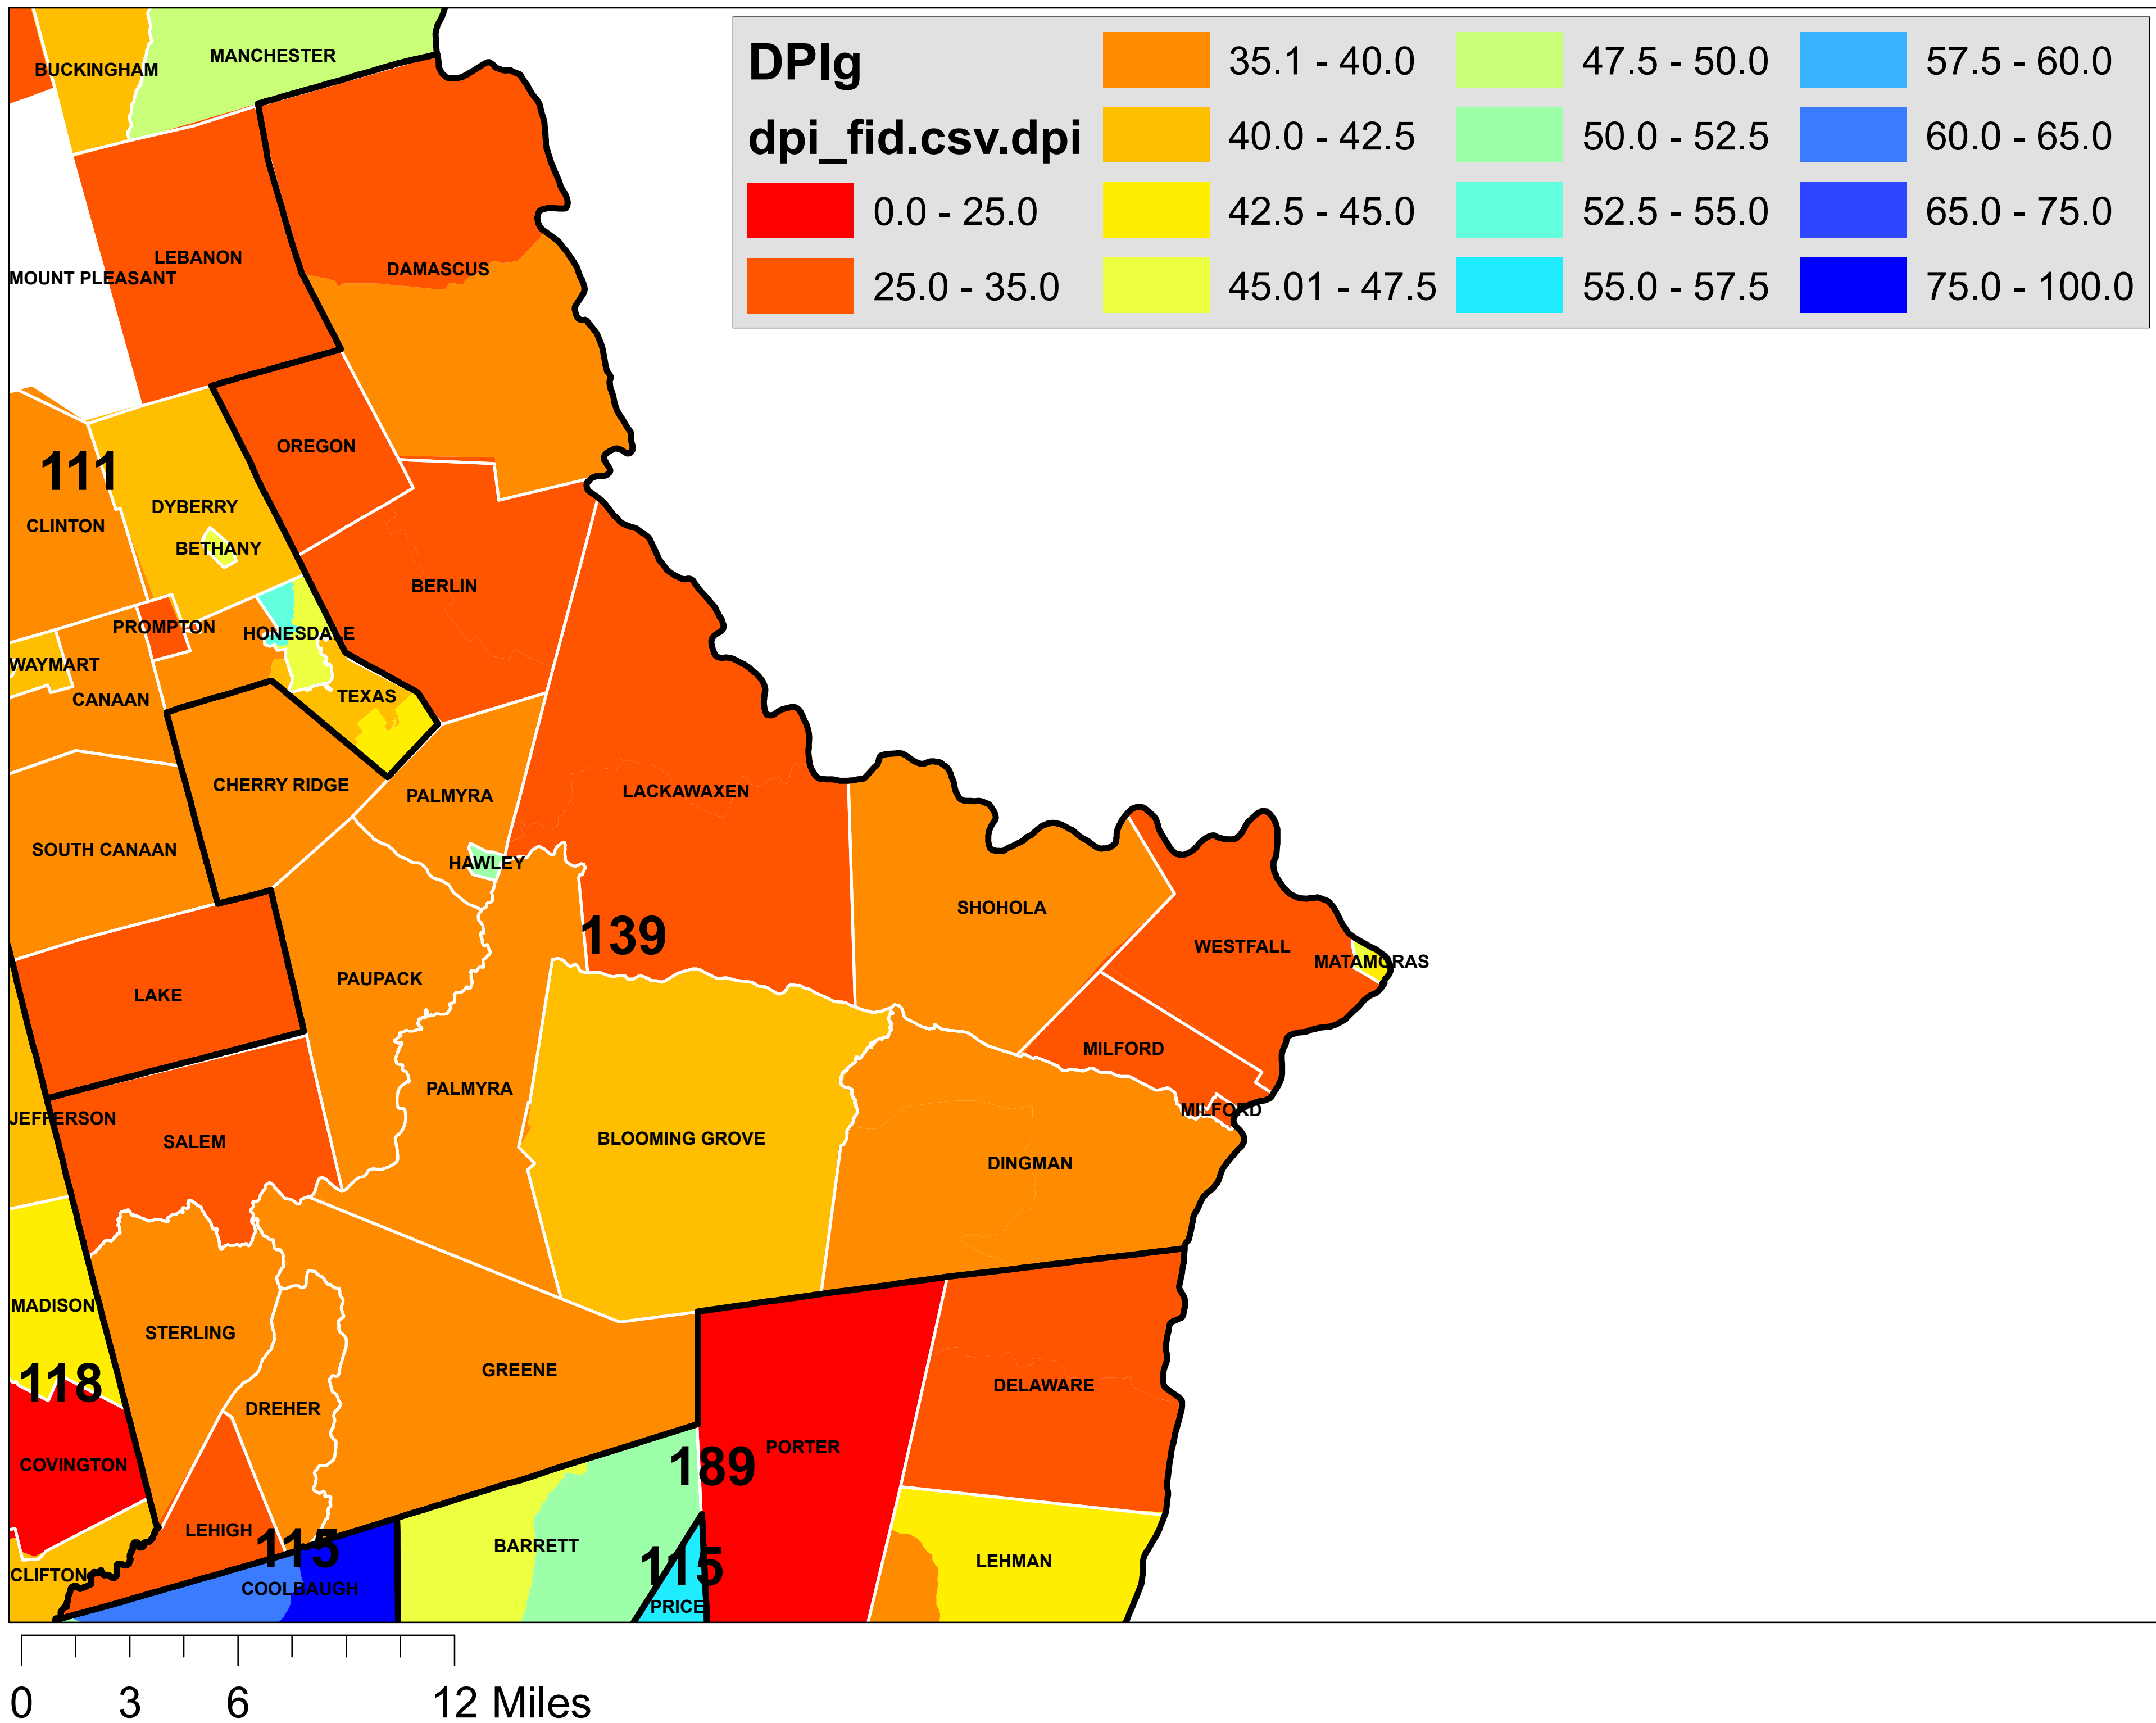 DPIg
dpi_fid.csv.dpi
0.0 - 25.0
25.0 - 35.0
35.1 - 40.0
40.0 - 42.5
42.5 - 45.0
45.01 - 47.5
47.5 - 50.0
50.0 - 52.5
52.5 - 55.0
55.0 - 57.5
57.5 - 60.0
60.0 - 65.0
65.0 - 75.0
75.0 - 100.0
BUCKINGHAM
MANCHESTER
LEBANON
MOUNT PLEASANT
DAMASCUS
OREGON
111
CLINTON
DYBERRY
BETHANY
BERLIN
PROMPTON
HONESDALE
WAYMART
CANAAN
TEXAS
CHERRY RIDGE
PALMYRA
LACKAWAXEN
SOUTH CANAAN
HAWLEY
SHOHOLA
139
WESTFALL
MATAMORAS
PAUPACK
LAKE
MILFORD
PALMYRA
MILFORD
JEFFERSON
SALEM
BLOOMING GROVE
DINGMAN
MADISON
STERLING
GREENE
118
DELAWARE
DREHER
PORTER
COVINGTON
189
LEHIGH
115
BARRETT
115
LEHMAN
CLIFTON
COOLBAUGH
PRICE
0 3 6 12 Miles